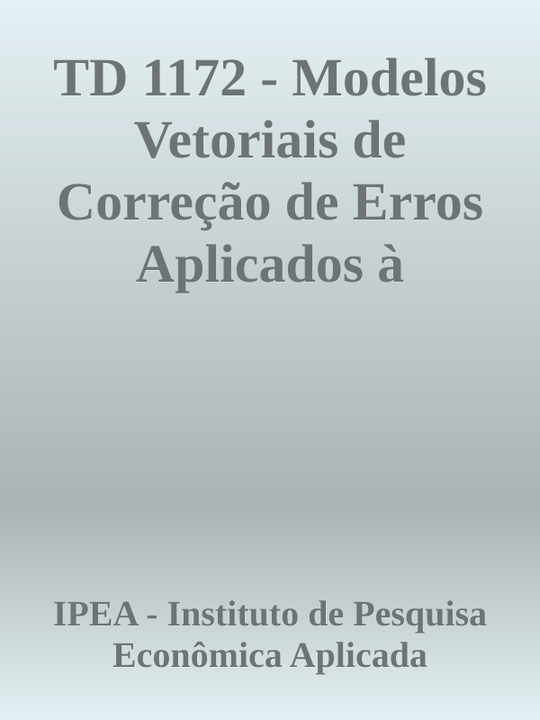 TD 1172 - Modelos
Vetoriais de
Correção de Erros
Aplicados à
IPEA - Instituto de Pesquisa
Econômica Aplicada